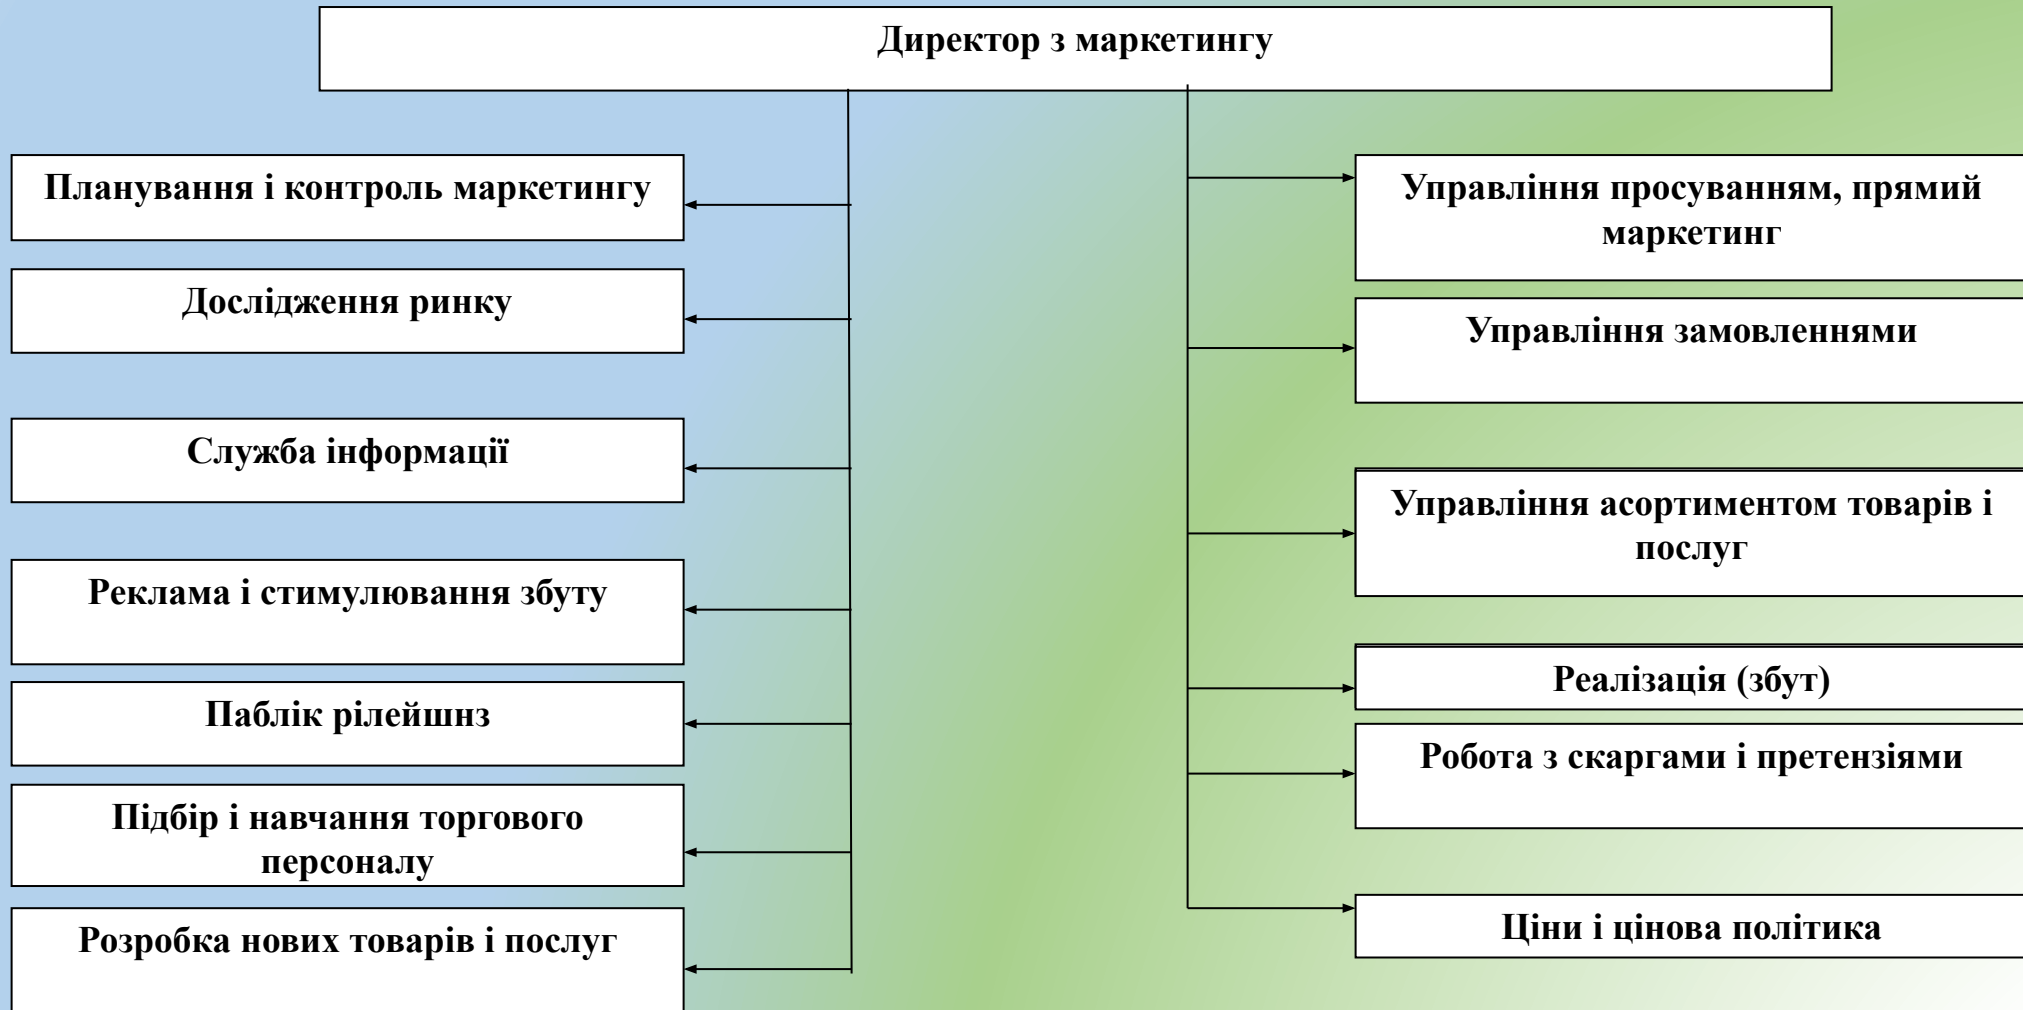 Директор з маркетингу
Планування і контроль маркетингу
Дослідження ринку
Служба інформації
Реклама і стимулювання збуту
Паблік рілейшнз
Підбір і навчання торгового
персоналу
Розробка нових товарів і послуг
Управління просуванням, прямий
маркетинг
Управління замовленнями
Управління асортиментом товарів і
послуг
Реалізація (збут)
Робота з скаргами і претензіями
Ціни і цінова політика